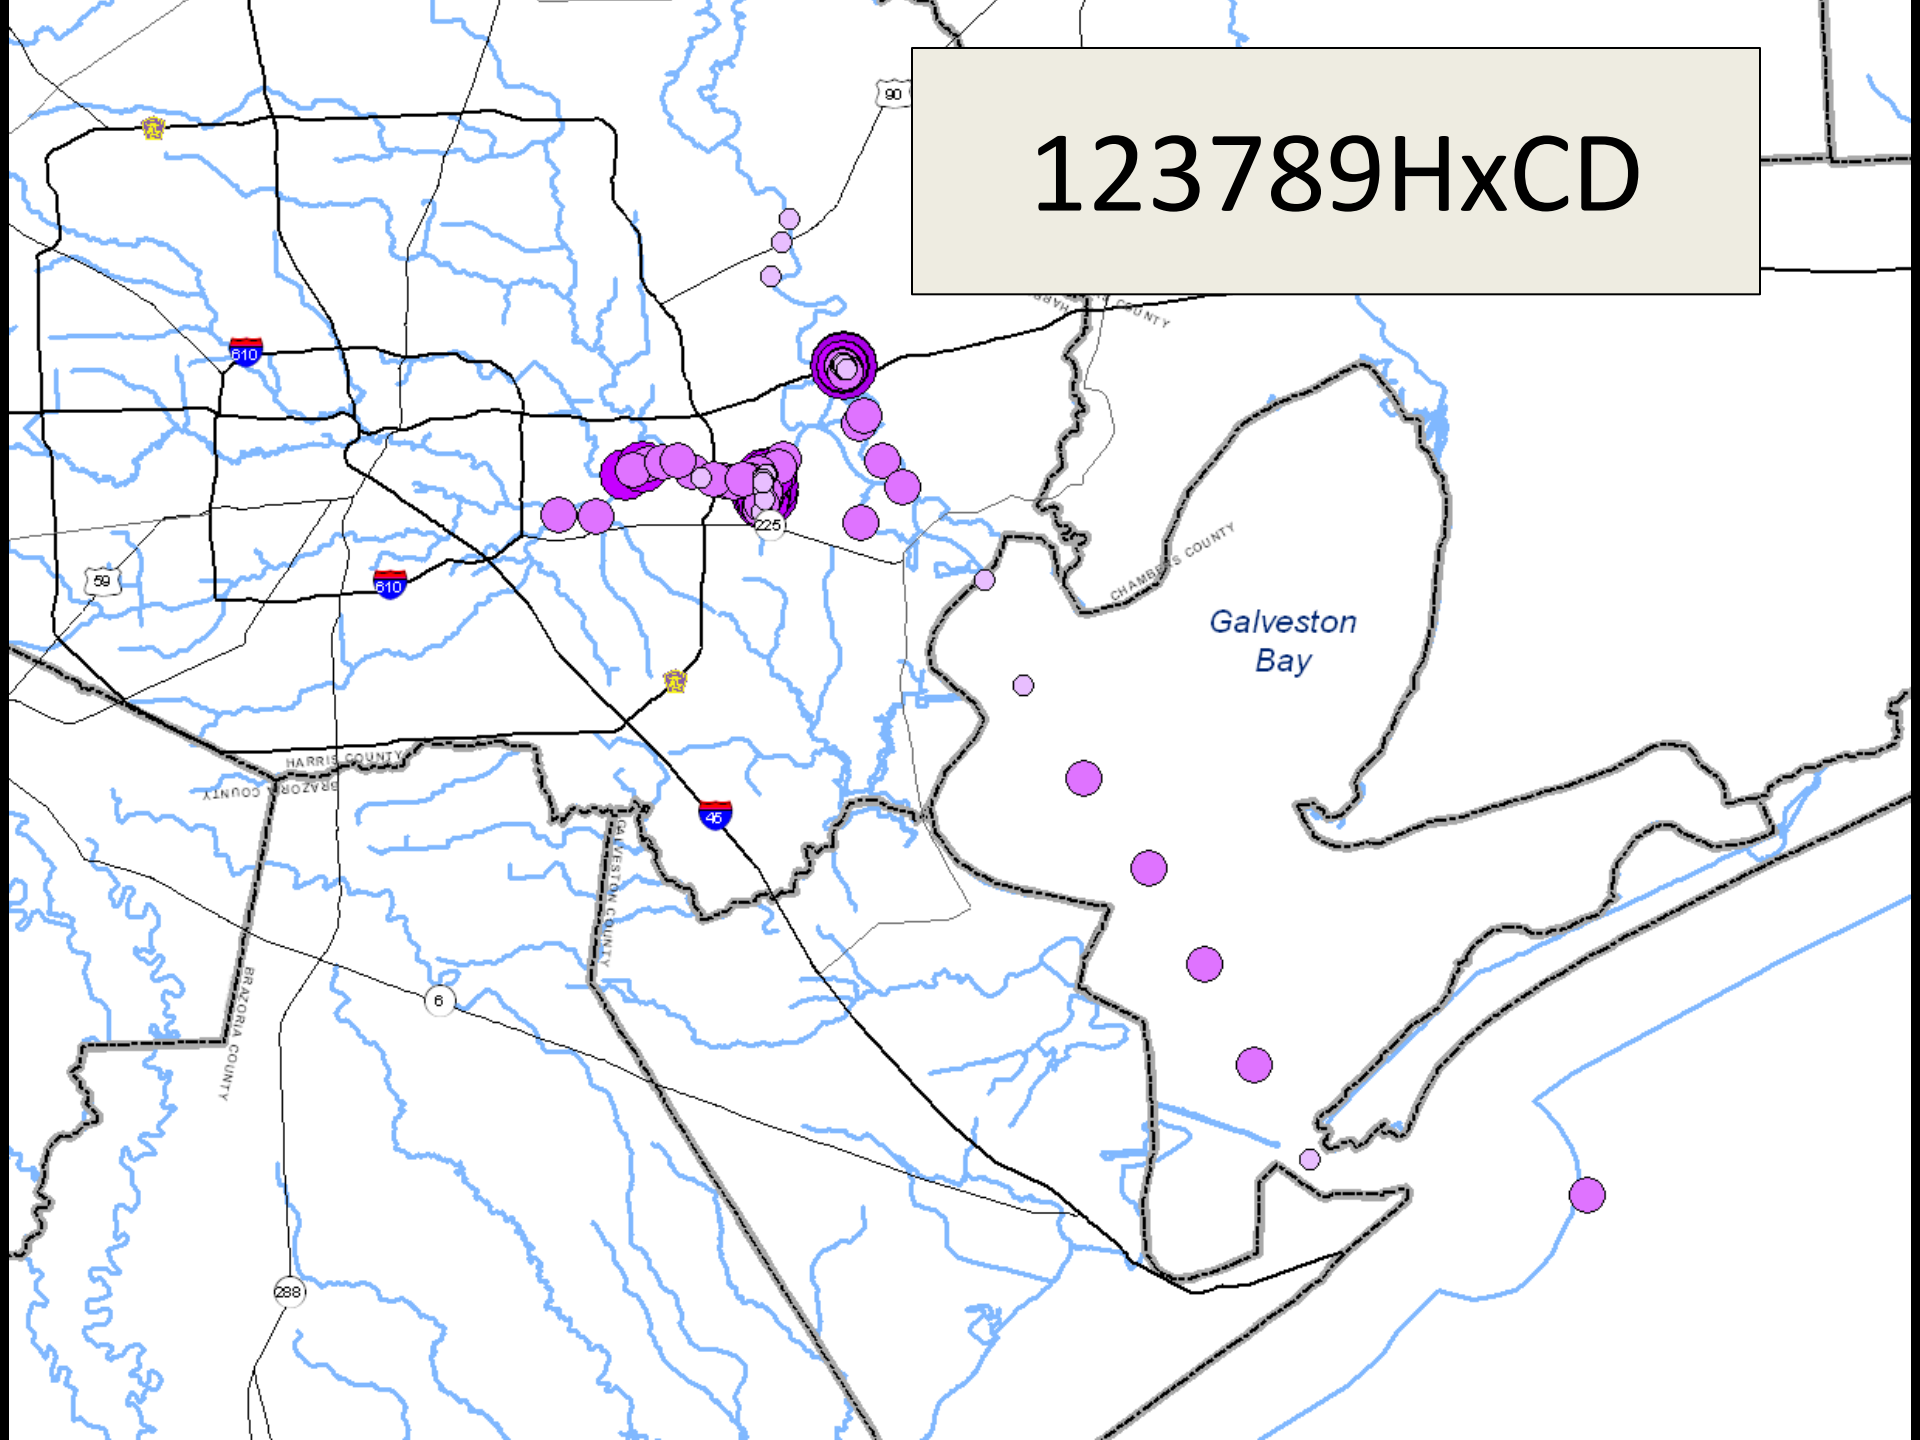 90
123789HxCD
610
225
59
610
CHAMBERS COUNTY
Galveston
Bay
HARRIS COUNTY
BRAZORIA COUNTY
45
GALVESTON COUNTY
6
BRAZORIA COUNTY
288